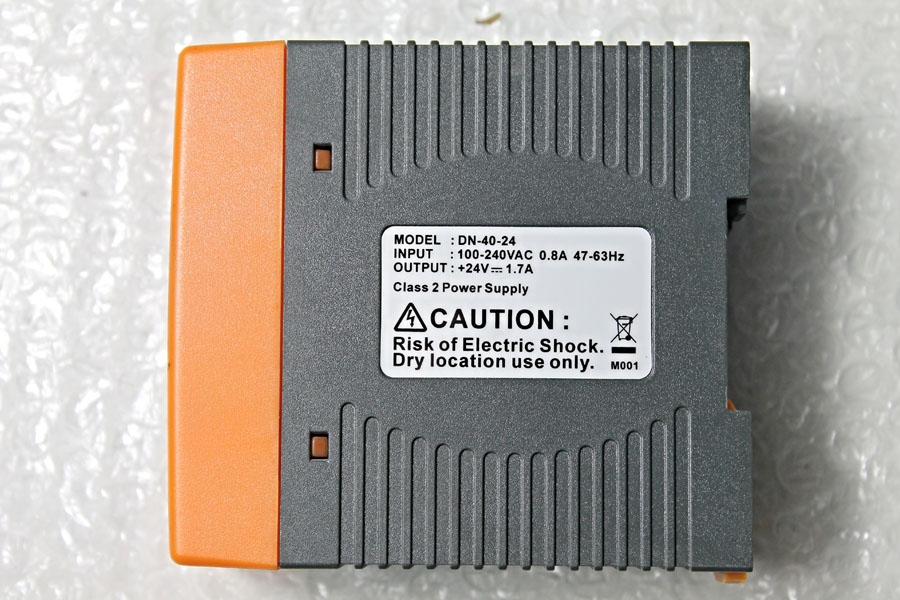 MODEL : DN-40-24
INPUT : 100-240VAC 0.8A 47-63Hz
OUTPUT : +24V⎓1.7A
Class 2 Power Supply
CAUTION :
Risk of Electric Shock.
Dry location use only.
M001